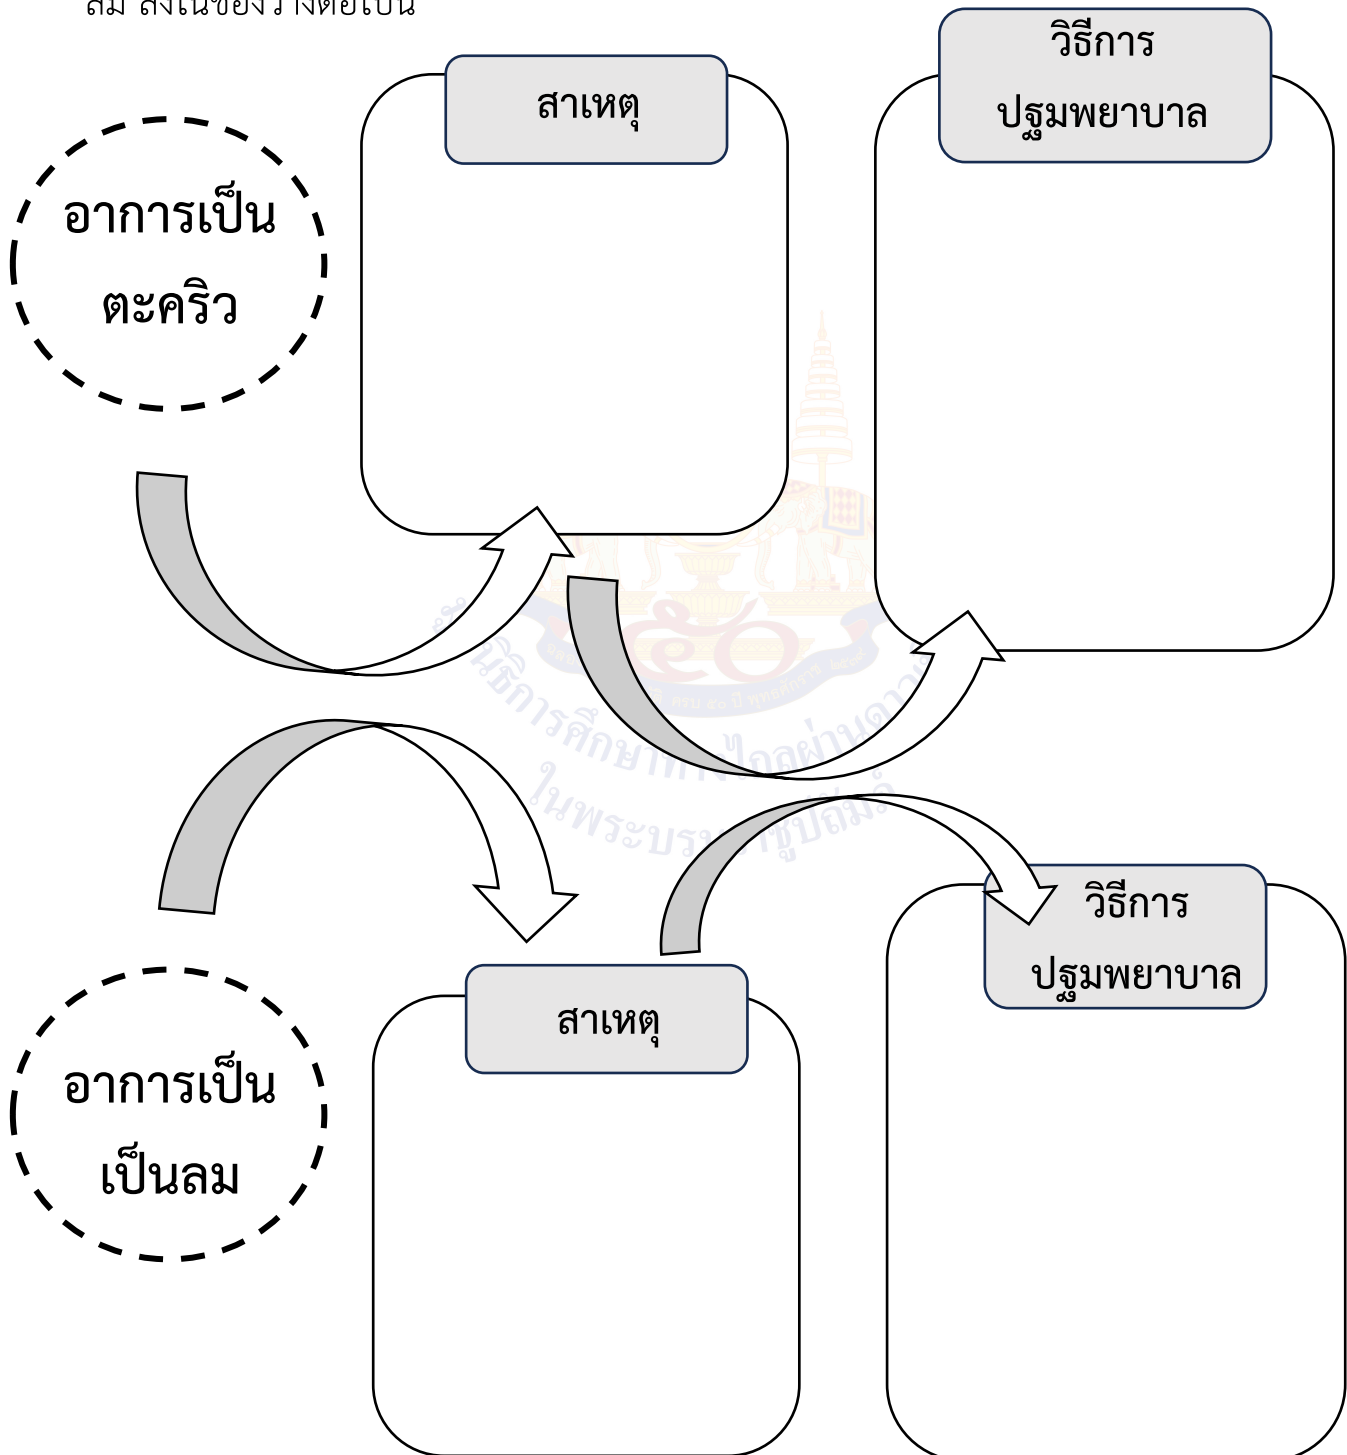 สาเหตุ
วิธีการ
ปฐมพยาบาล
อาการเป็น
ตะคริว
วิธีการ
ปฐมพยาบาล
สาเหตุ
อาการเป็น
เป็นลม